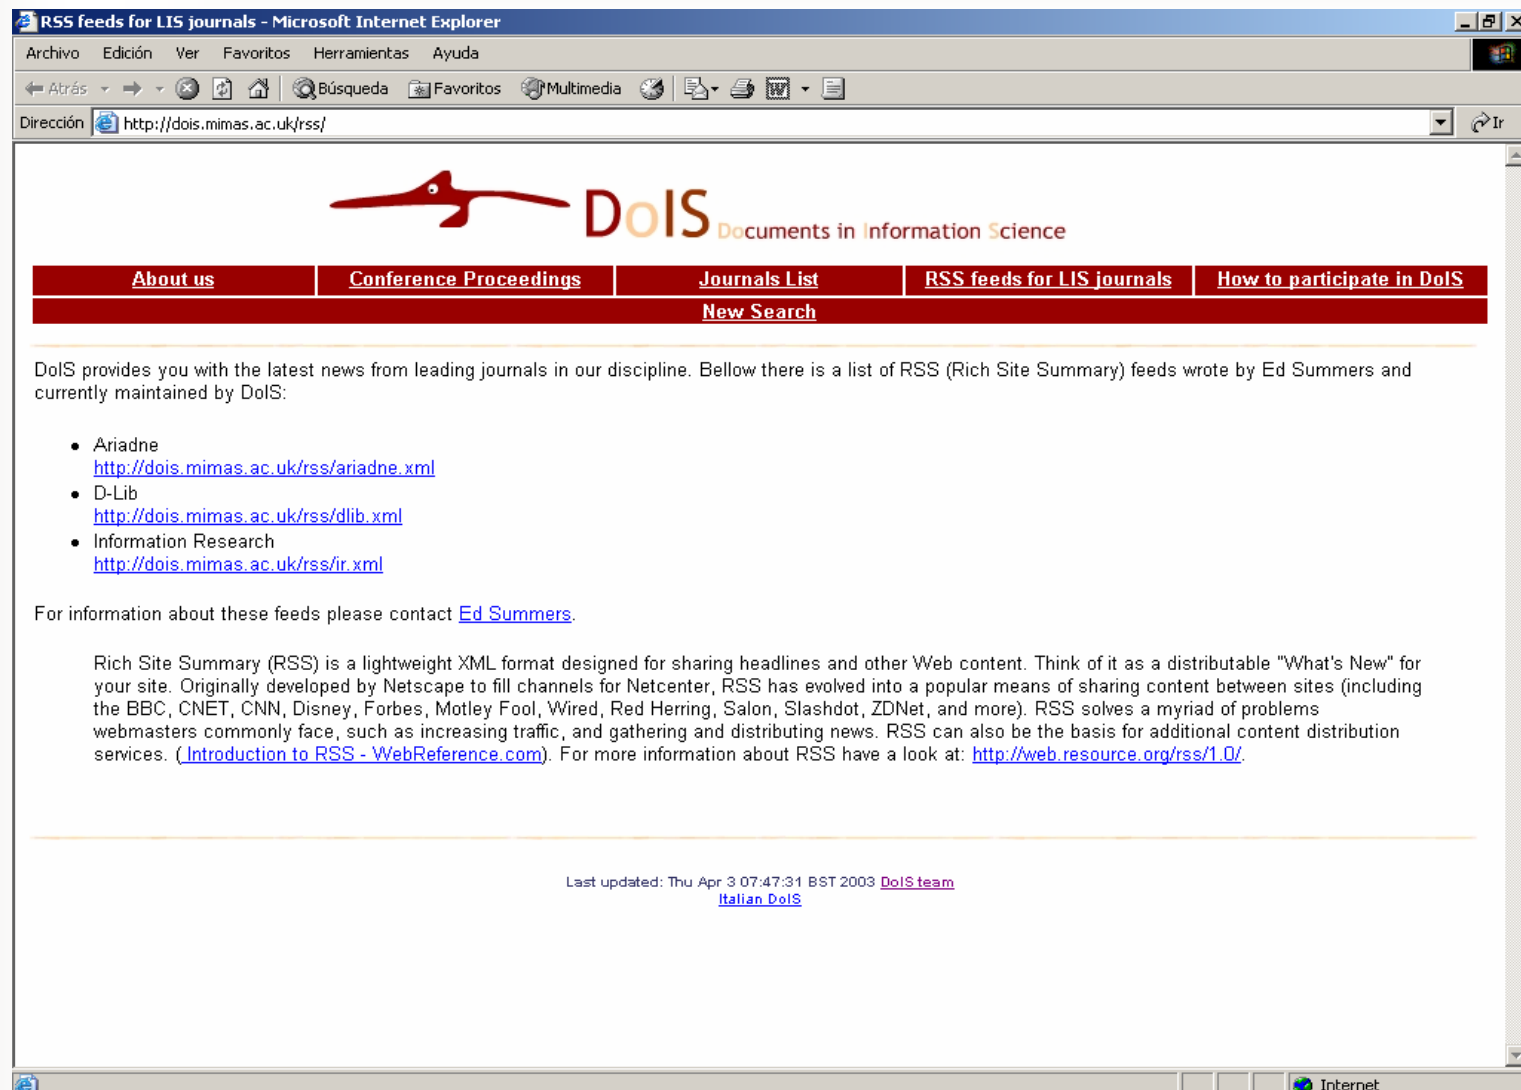 RSS feeds for LIS journals - Microsoft Internet Explorer
Archivo Edición Ver Favoritos Herramientas Ayuda
Atrás Búsqueda Favoritos Multimedia
Dirección http://dois.mimas.ac.uk/rss/ Ir
DoIS Documents in Information Science
About us Conference Proceedings Journals List RSS feeds for LIS journals How to participate in DoIS
New Search
DoIS provides you with the latest news from leading journals in our discipline. Bellow there is a list of RSS (Rich Site Summary) feeds wrote by Ed Summers and
currently maintained by DoIS:
• Ariadne
http://dois.mimas.ac.uk/rss/ariadne.xml
• D-Lib
http://dois.mimas.ac.uk/rss/dlib.xml
• Information Research
http://dois.mimas.ac.uk/rss/ir.xml
For information about these feeds please contact Ed Summers.
Rich Site Summary (RSS) is a lightweight XML format designed for sharing headlines and other Web content. Think of it as a distributable "What's New" for
your site. Originally developed by Netscape to fill channels for Netcenter, RSS has evolved into a popular means of sharing content between sites (including
the BBC, CNET, CNN, Disney, Forbes, Motley Fool, Wired, Red Herring, Salon, Slashdot, ZDNet, and more). RSS solves a myriad of problems
webmasters commonly face, such as increasing traffic, and gathering and distributing news. RSS can also be the basis for additional content distribution
services. ( Introduction to RSS - WebReference.com). For more information about RSS have a look at: http://web.resource.org/rss/1.0/.
Last updated: Thu Apr 3 07:47:31 BST 2003 DoIS team
Italian DoIS
Internet